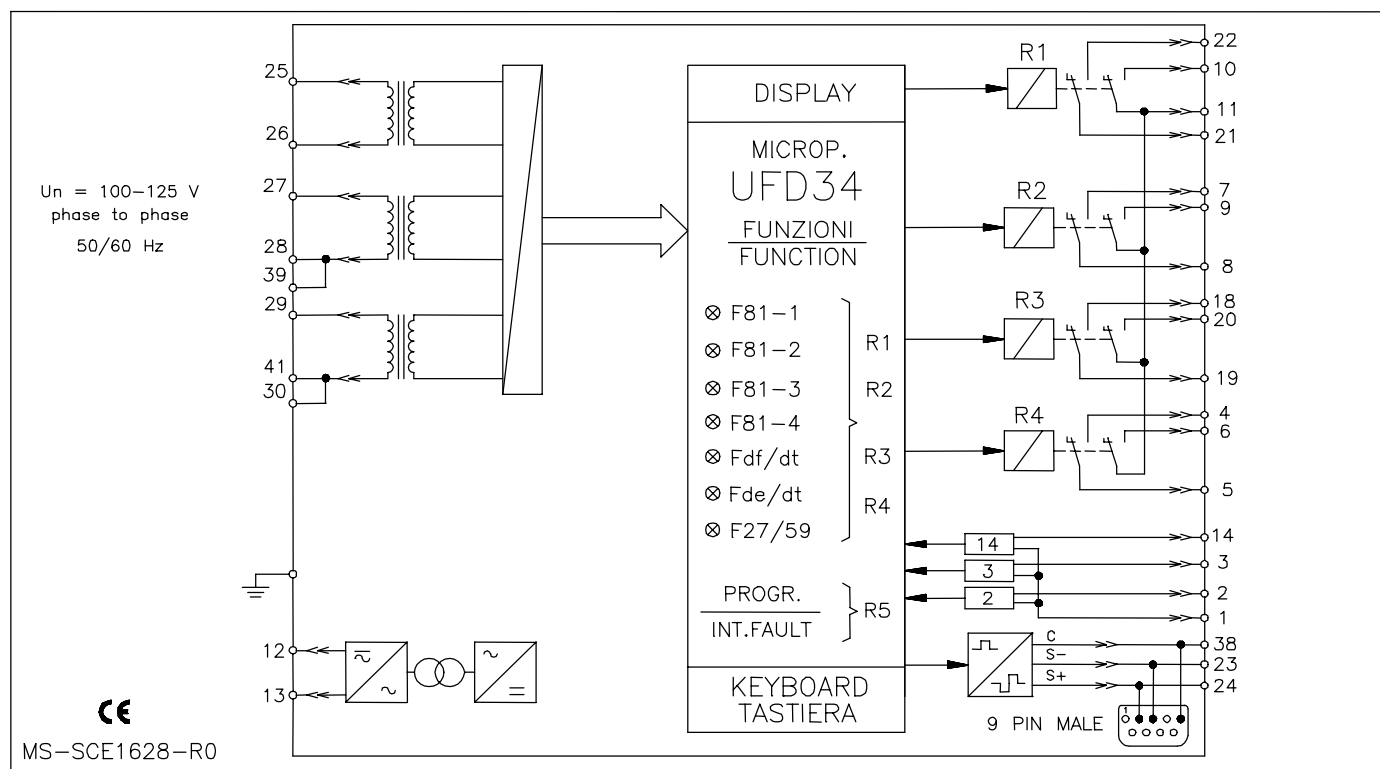 25
26
27
28
39
29
41
30
12
13
Un = 100-125 V
phase to phase
50/60 Hz
CE
MS-SCE1628-R0
DISPLAY
MICROP.
UFD34
FUNZIONI
FUNCTION
F81-1
F81-2
F81-3
F81-4
Fdf/dt
Fde/dt
F27/59
R1
R2
R3
R4
PROGR.
INT.FAULT
R5
KEYBOARD
TASTIERA
R1
R2
R3
R4
14
3
2
C
S-
S+
9 PIN MALE
1
22
10
11
21
7
9
8
18
20
19
4
6
5
14
3
2
1
38
23
24